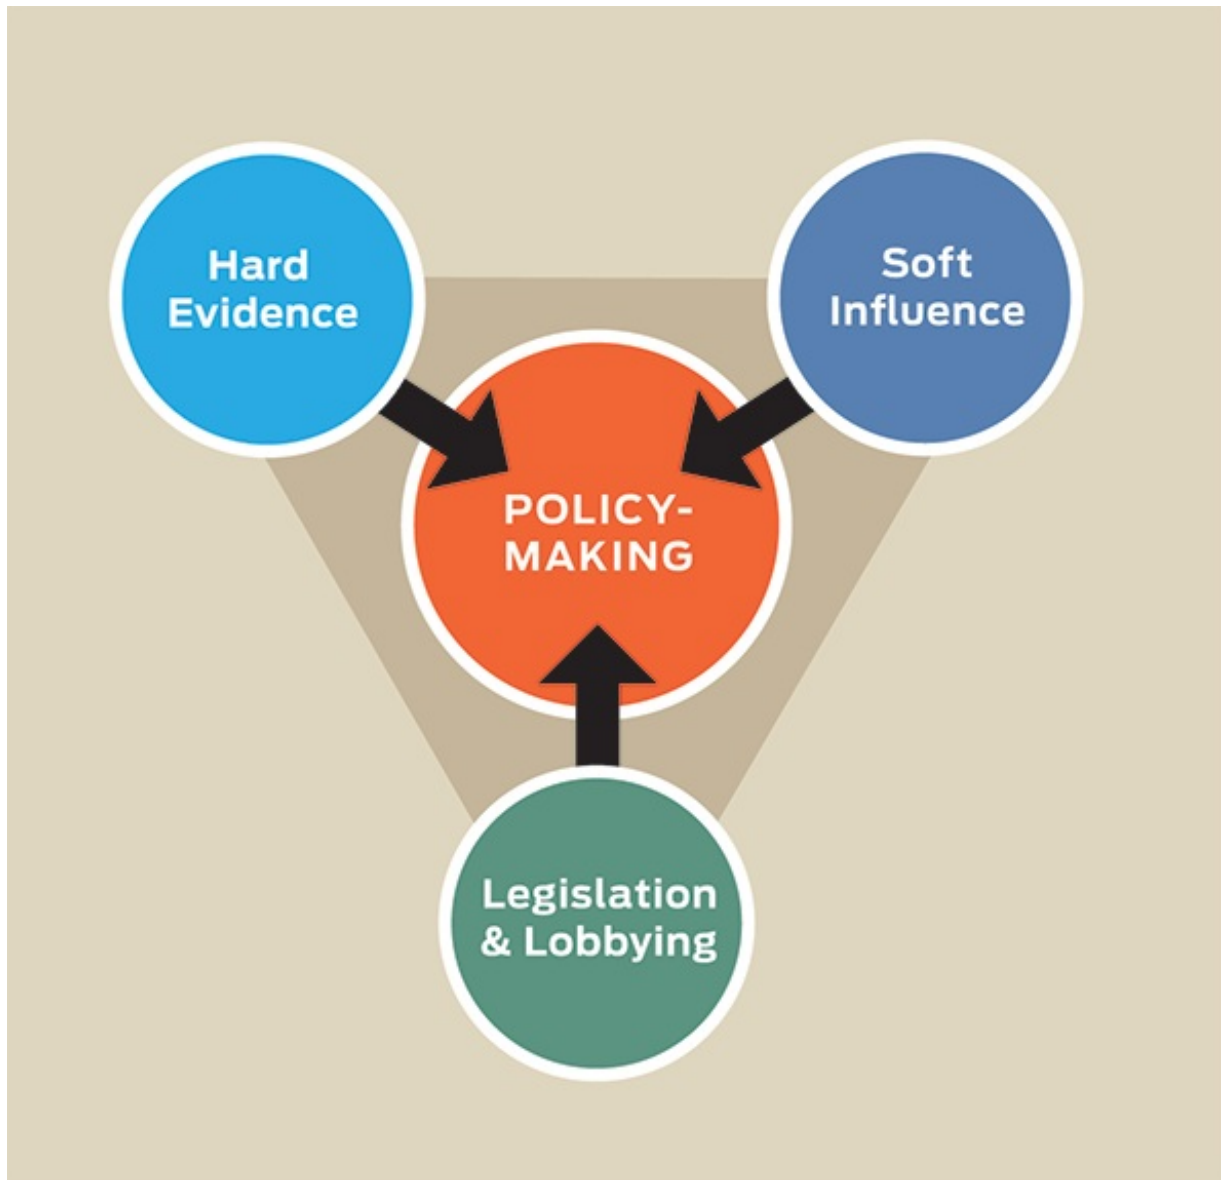 Hard
Evidence
Soft
Influence
POLICY-
MAKING
Legislation
& Lobbying